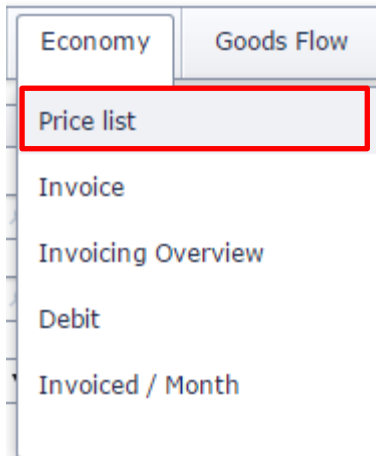 Economy Goods Flow
Price list
Invoice
Invoicing Overview
Debit
Invoiced / Month